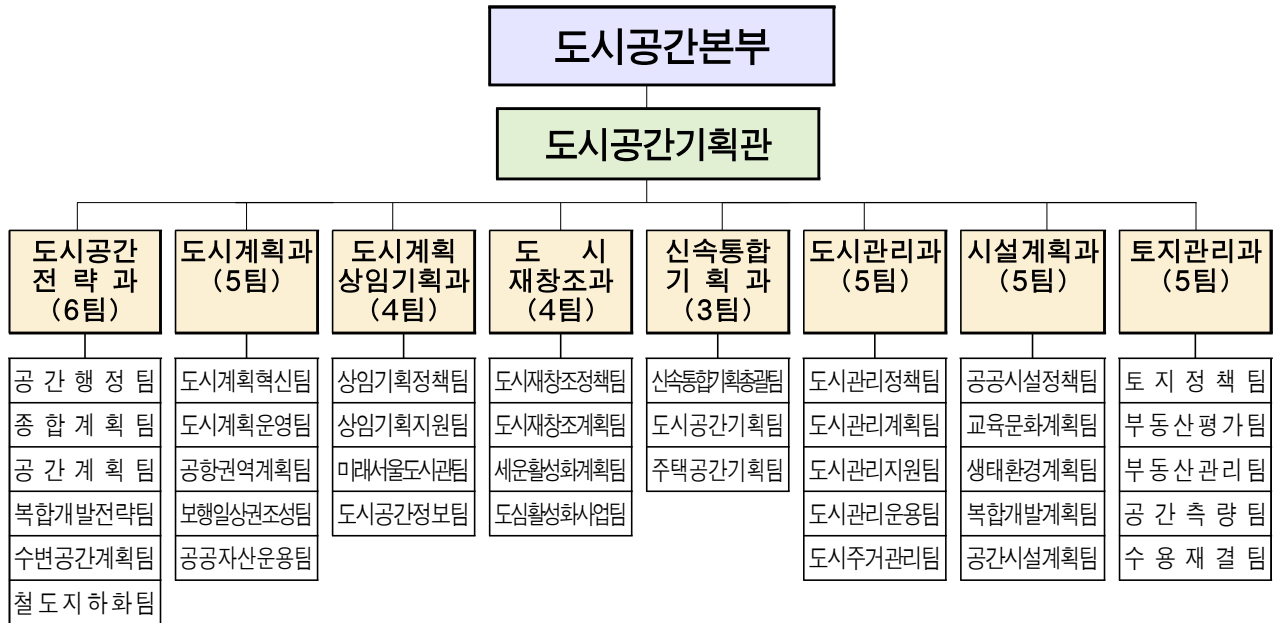 도시공간본부
도시공간기획관
도시공간
전 략 과
(6팀)
공 간 행 정 팀
종 합 계 획 팀
공 간 계 획 팀
복합개발전략팀
수변공간계획팀
철도지하화팀
도시계획과
(5팀)
도시계획혁신팀
도시계획운영팀
공항권역계획팀
보행일상권조성팀
공공자산운용팀
도시계획
상임기획과
(4팀)
상임기획정책팀
상임기획지원팀
미래서울도시관팀
도시공간정보팀
도 시
재창조과
(4팀)
도시재창조정책팀
도시재창조계획팀
세운활성화계획팀
도심활성화사업팀
신속통합
기 획 과
(3팀)
신속통합기획총괄팀
도시공간기획팀
주택공간기획팀
도시관리과
(5팀)
도시관리정책팀
도시관리계획팀
도시관리지원팀
도시관리운용팀
도시주거관리팀
시설계획과
(5팀)
공공시설정책팀
교육문화계획팀
생태환경계획팀
복합개발계획팀
공간시설계획팀
토지관리과
(5팀)
토 지 정 책 팀
부동산평가팀
부동산관리팀
공 간 측 량 팀
수 용 재 결 팀